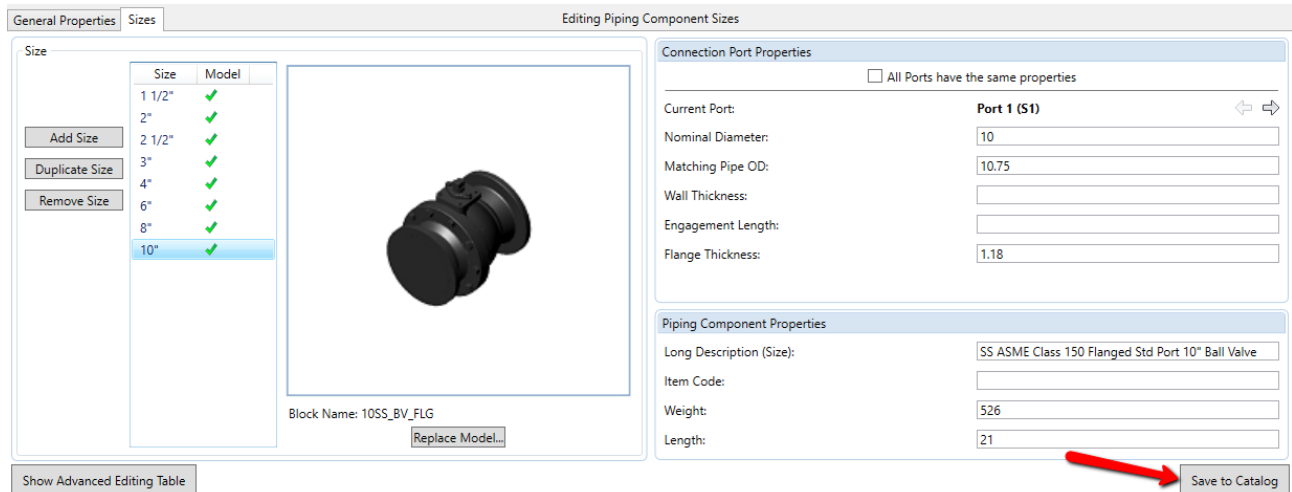 General Properties
Sizes
Editing Piping Component Sizes
Size
Size Model
1 1/2"
2"
2 1/2"
3"
4"
6"
8"
10"
Add Size
Duplicate Size
Remove Size
Block Name: 10SS_BV_FLG
Replace Model...
Show Advanced Editing Table
Connection Port Properties
All Ports have the same properties
Current Port: Port 1 (S1)
Nominal Diameter: 10
Matching Pipe OD: 10.75
Wall Thickness:
Engagement Length:
Flange Thickness: 1.18
Piping Component Properties
Long Description (Size): SS ASME Class 150 Flanged Std Port 10" Ball Valve
Item Code:
Weight: 526
Length: 21
Save to Catalog